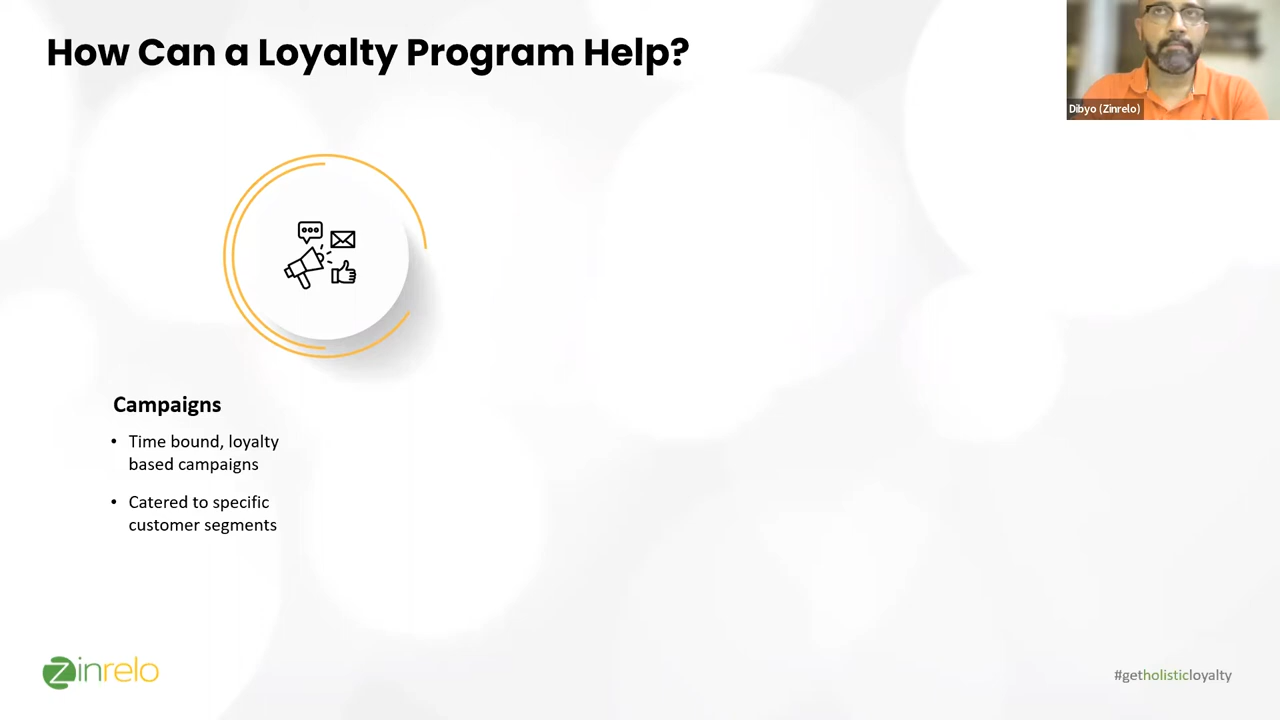 How Can a Loyalty Program Help?
Dibyo (Zinrelo)
Campaigns
• Time bound, loyalty
based campaigns
• Catered to specific
customer segments
zinrelo
#getholisticloyalty